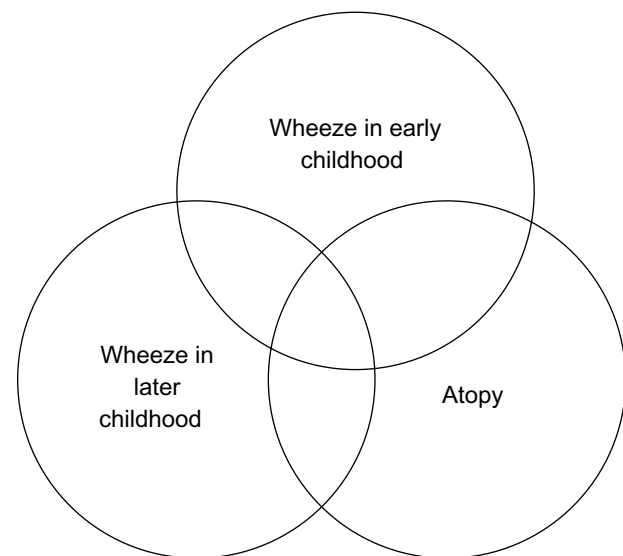 Wheeze in early
childhood
Wheeze in
later
childhood
Atopy